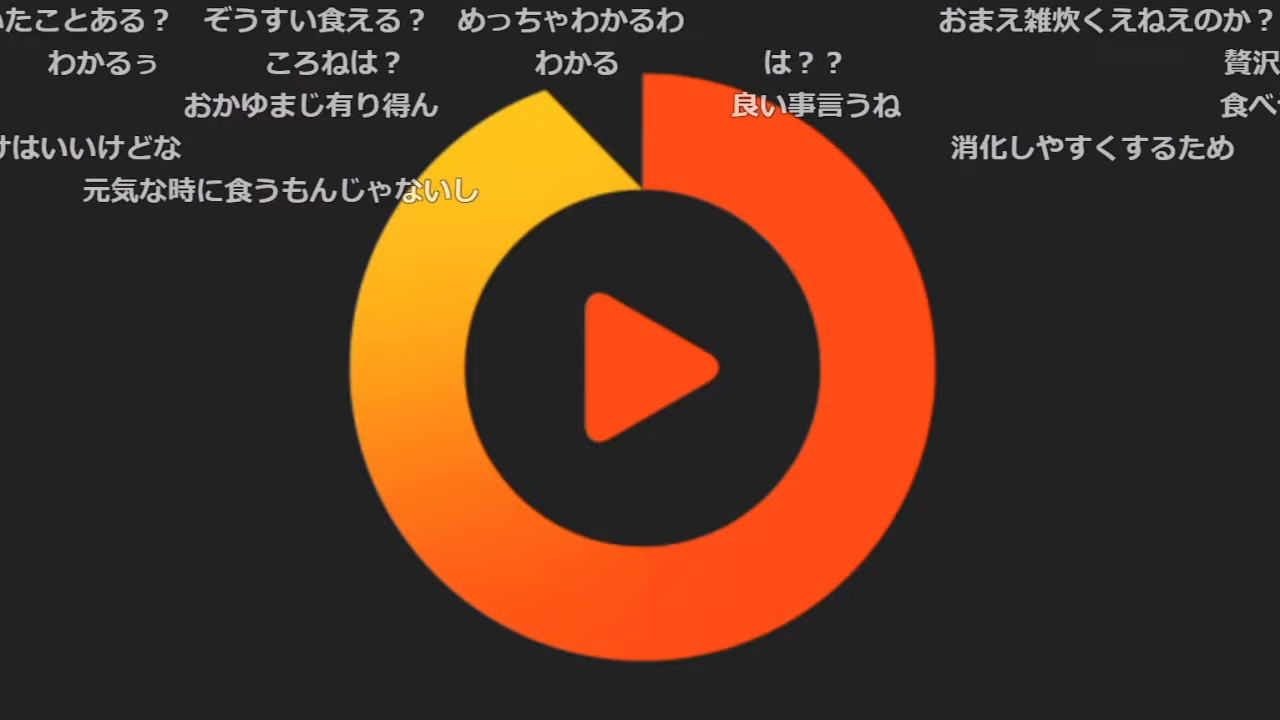 いたことある？ ぞうすい食える？ めっちゃわかるわ おまえ雑炊くえねえのか？
わかるぅ ころねは？ わかる は？？ 贅沢
おかゆまじ有り得ん 良い事言うね 食べ
けはいいけどな 消化しやすくするため
元気な時に食うもんじゃないし